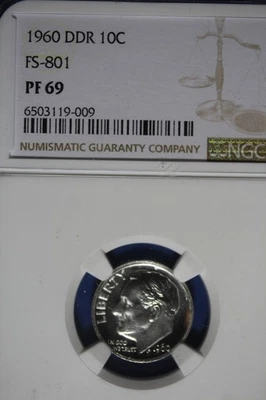 1960 DDR 10C
FS-801
PF 69
6503119-009
NUMISMATIC GUARANTY COMPANY
NGC
LIBERTY
IN GOD
WE TRUST
1960